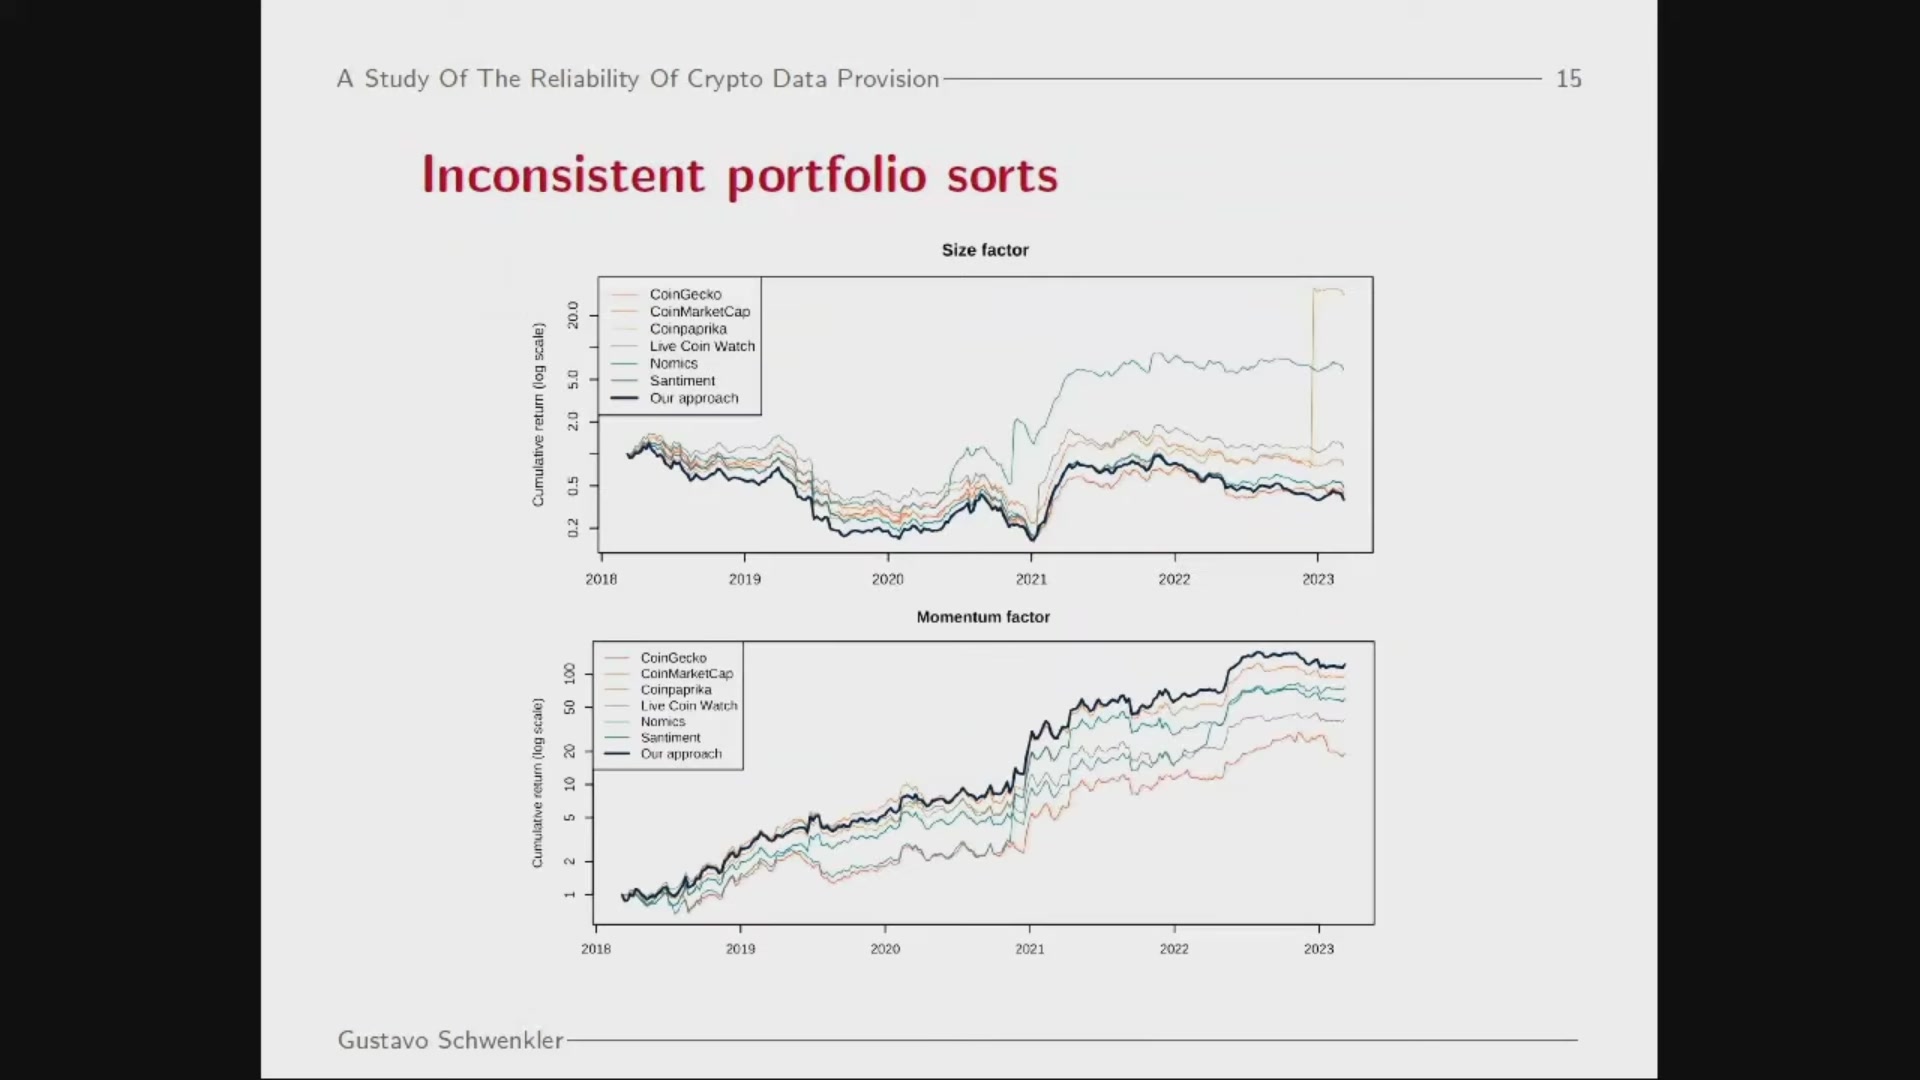 A Study Of The Reliability Of Crypto Data Provision 15
Inconsistent portfolio sorts
Size factor
Cumulative return (log scale)
20.0
5.0
2.0
0.5
0.2
CoinGecko
CoinMarketCap
Coinpaprika
Live Coin Watch
Nomics
Santiment
Our approach
2018 2019 2020 2021 2022 2023
Momentum factor
Cumulative return (log scale)
100
50
20
10
5
2
1
CoinGecko
CoinMarketCap
Coinpaprika
Live Coin Watch
Nomics
Santiment
Our approach
2018 2019 2020 2021 2022 2023
Gustavo Schwenkler